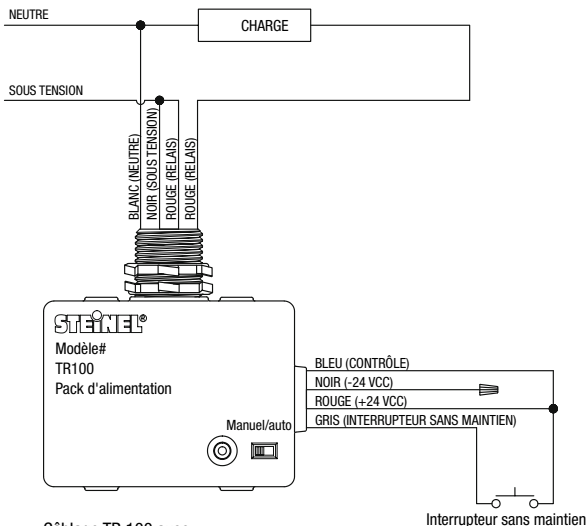 NEUTRE
CHARGE
SOUS TENSION
BLANC (NEUTRE)
NOIR (SOUS TENSION)
ROUGE (RELAIS)
ROUGE (RELAIS)
STEINEL®
Modèle#
TR100
Pack d'alimentation
Manuel/auto
BLEU (CONTRÔLE)
NOIR (-24 VCC)
ROUGE (+24 VCC)
GRIS (INTERRUPTEUR SANS MAINTIEN)
Interrupteur sans maintien